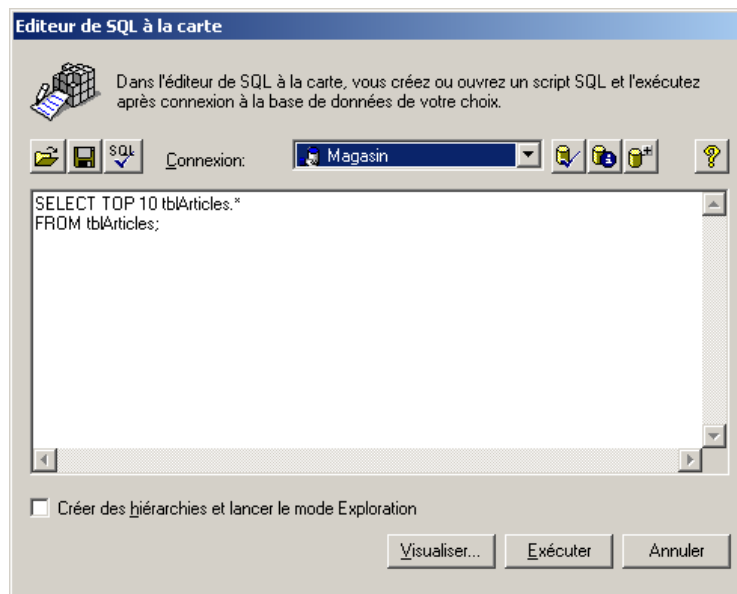 Editeur de SQL à la carte
Dans l'éditeur de SQL à la carte, vous créez ou ouvrez un script SQL et l'exécutez
après connexion à la base de données de votre choix.
SQL
Connexion:
Magasin
SELECT TOP 10 tblArticles.*
FROM tblArticles;
Créer des hiérarchies et lancer le mode Exploration
Visualiser...
Exécuter
Annuler